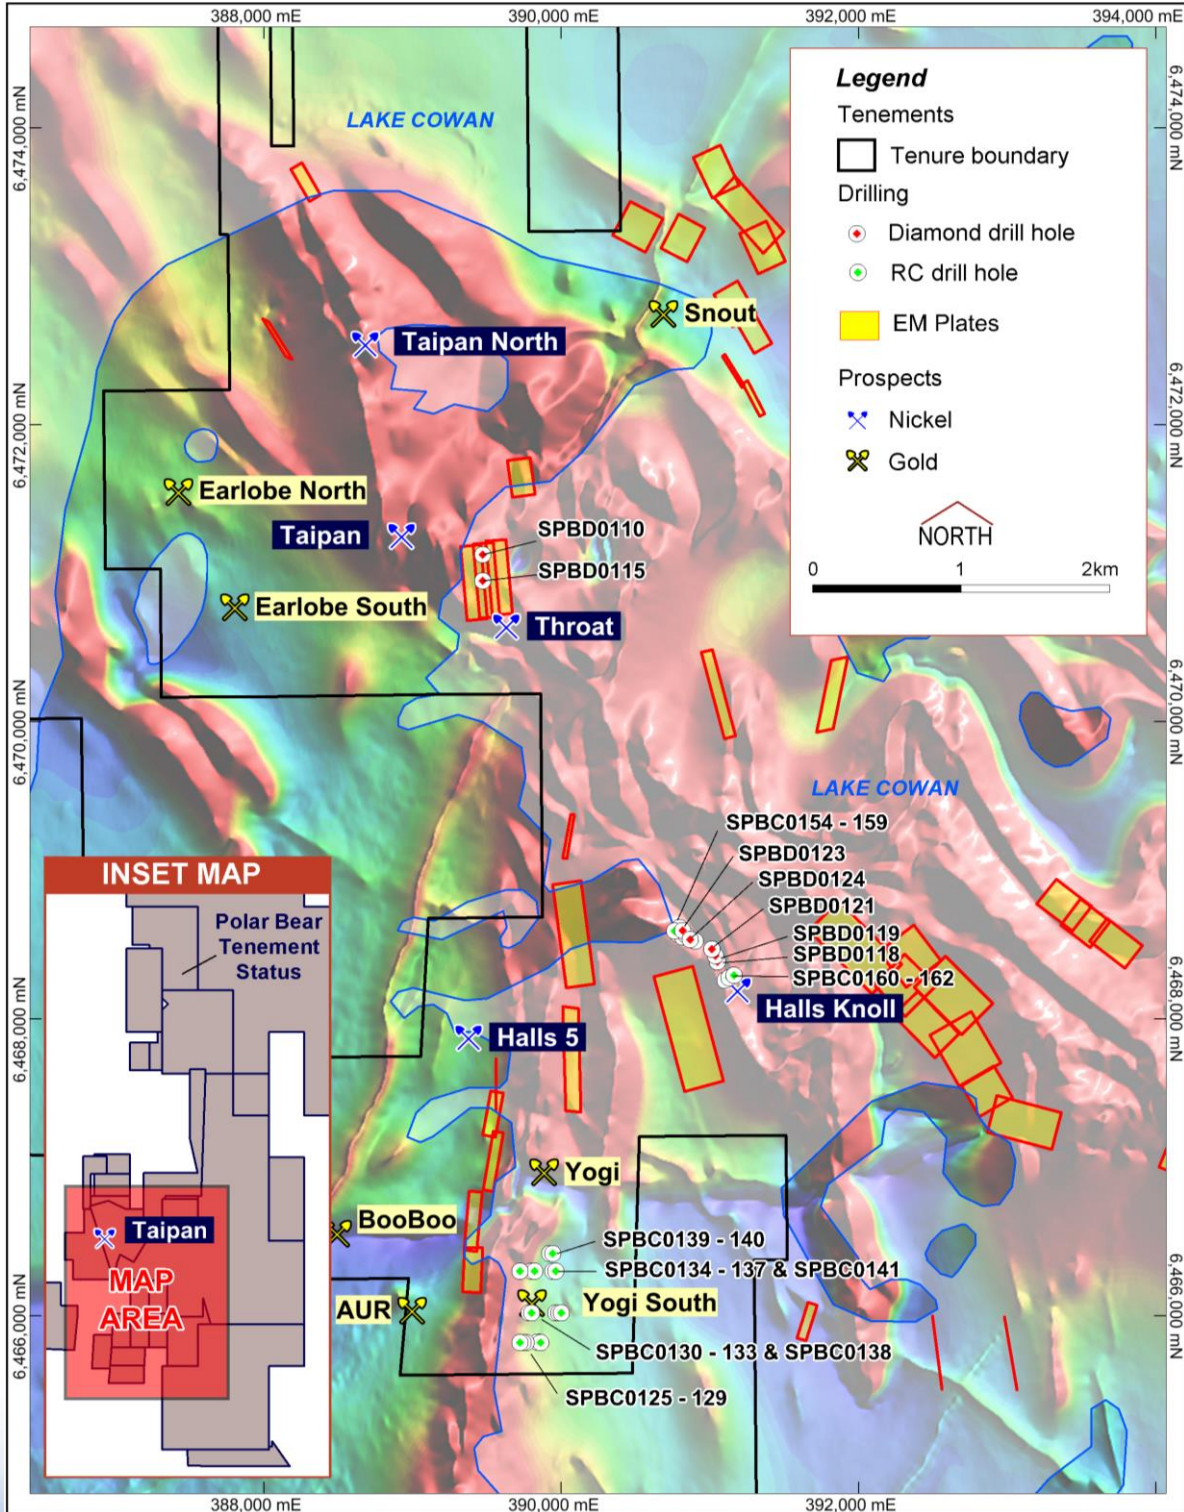 388,000 mE
390,000 mE
392,000 mE
394,000 mE
6,474,000 mN
6,472,000 mN
6,470,000 mN
6,468,000 mN
6,466,000 mN
6,474,000 mN
6,472,000 mN
6,470,000 mN
6,468,000 mN
6,466,000 mN
LAKE COWAN
Legend
Tenements
Tenure boundary
Drilling
Diamond drill hole
RC drill hole
EM Plates
Prospects
Nickel
Gold
NORTH
0 1 2km
Snout
Taipan North
Earlobe North
Taipan
SPBD0110
SPBD0115
Earlobe South
Throat
LAKE COWAN
SPBC0154 - 159
SPBD0123
SPBD0124
SPBD0121
SPBD0119
SPBD0118
SPBC0160 - 162
Halls Knoll
Halls 5
Yogi
BooBoo
SPBC0139 - 140
SPBC0134 - 137 & SPBC0141
AUR
Yogi South
SPBC0130 - 133 & SPBC0138
SPBC0125 - 129
INSET MAP
Polar Bear
Tenement
Status
Taipan
MAP
AREA
388,000 mE
390,000 mE
392,000 mE
394,000 mE